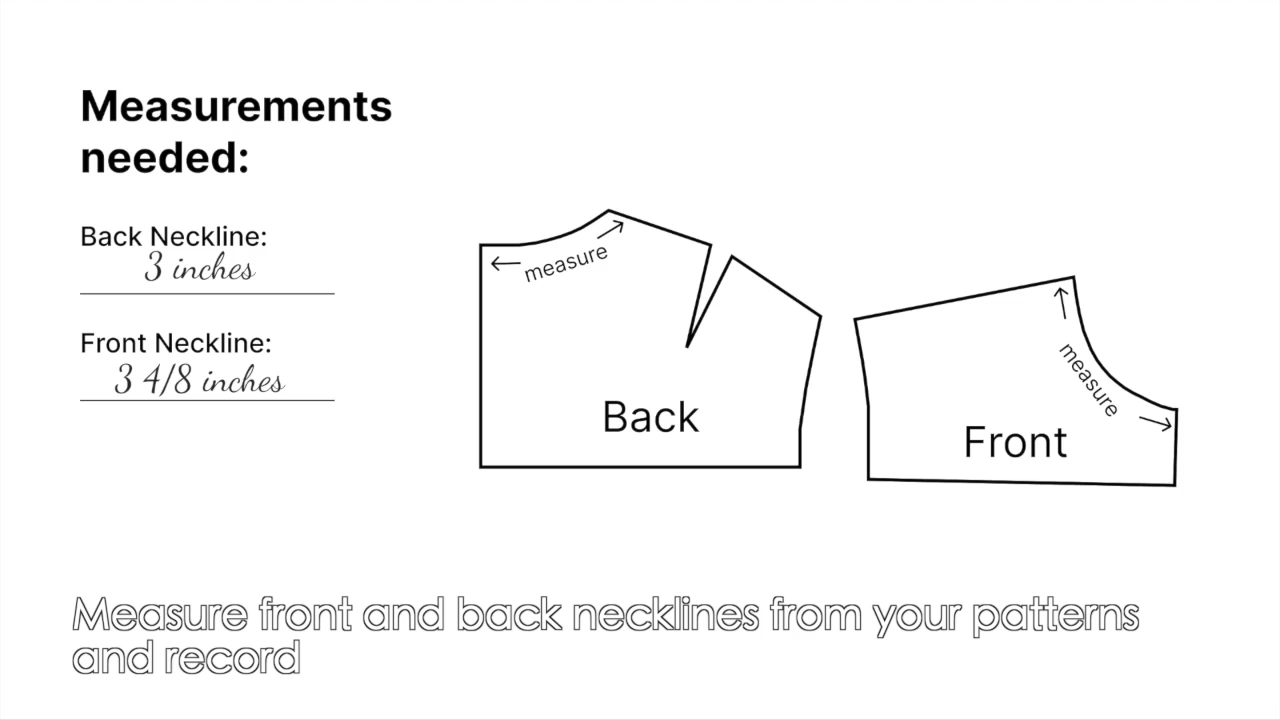 Measurements
needed:
Back Neckline:
3 inches
Front Neckline:
3 4/8 inches
measure
Back
measure
Front
Measure front and back necklines from your patterns
and record